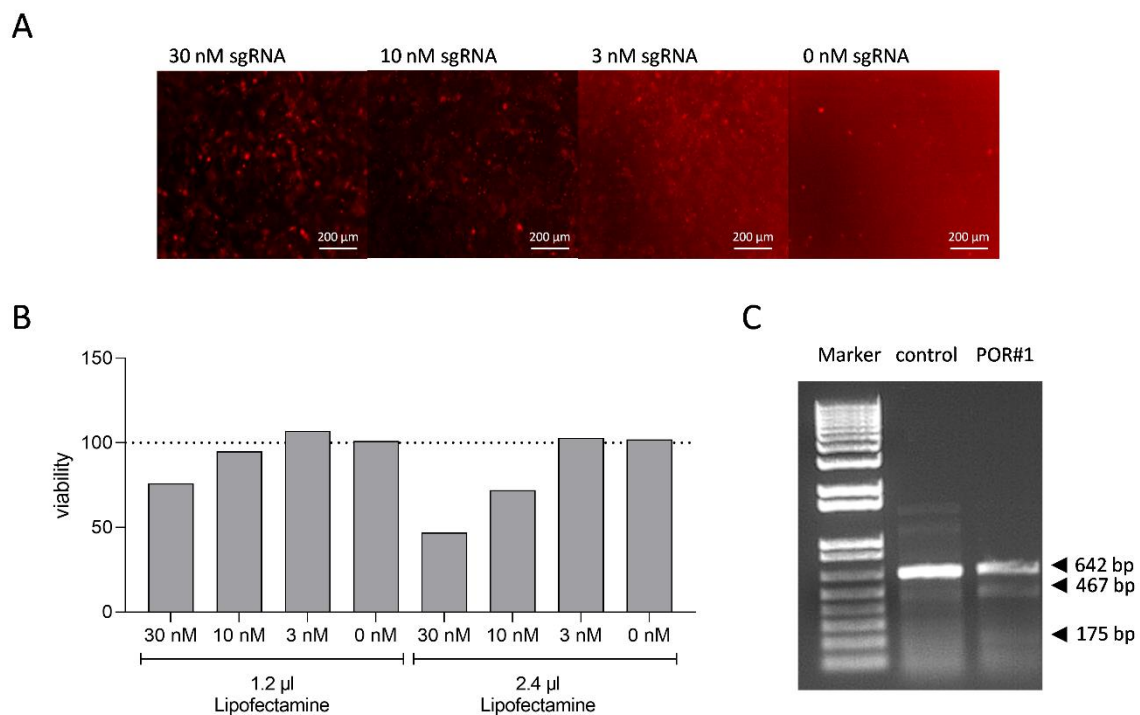 A
30 nM sgRNA 10 nM sgRNA 3 nM sgRNA 0 nM sgRNA
200 µm 200 µm 200 µm 200 µm
B
150
100
50
0
viability
30 nM 10 nM 3 nM 0 nM 30 nM 10 nM 3 nM 0 nM
1.2 µl 2.4 µl
Lipofectamine Lipofectamine
C
Marker control POR#1
642 bp
467 bp
175 bp